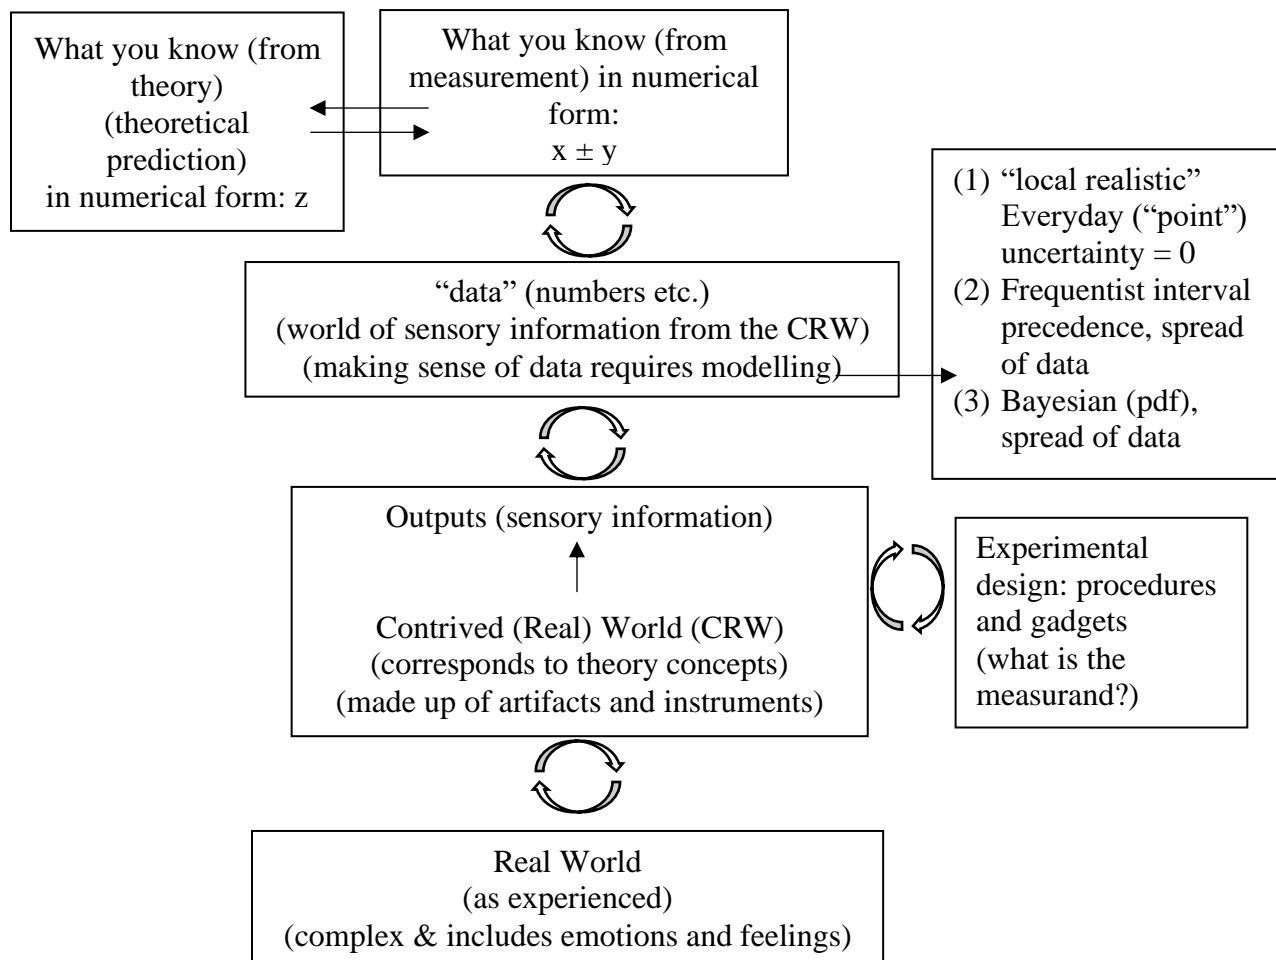 What you know (from
theory)
(theoretical
prediction)
in numerical form: z
What you know (from
measurement) in numerical
form:
x ± y
(1) “local realistic”
Everyday (“point”)
uncertainty = 0
(2) Frequentist interval
precedence, spread
of data
(3) Bayesian (pdf),
spread of data
“data” (numbers etc.)
(world of sensory information from the CRW)
(making sense of data requires modelling)
Outputs (sensory information)
Contrived (Real) World (CRW)
(corresponds to theory concepts)
(made up of artifacts and instruments)
Experimental
design: procedures
and gadgets
(what is the
measurand?)
Real World
(as experienced)
(complex & includes emotions and feelings)